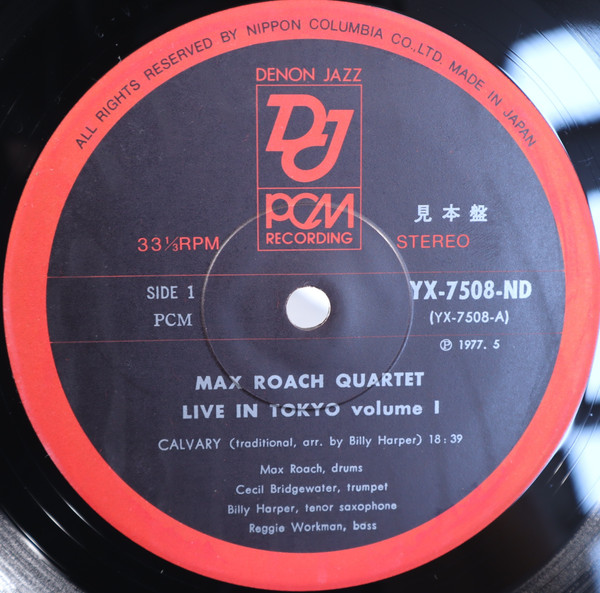 ALL RIGHTS RESERVED BY NIPPON COLUMBIA CO.,LTD. MADE IN JAPAN
DENON JAZZ
DJ
PCM
RECORDING
見本盤
33⅓RPM
STEREO
SIDE 1
YX-7508-ND
PCM
(YX-7508-A)
Ⓟ 1977. 5
MAX ROACH QUARTET
LIVE IN TOKYO volume I
CALVARY (traditional, arr. by Billy Harper) 18:39
Max Roach, drums
Cecil Bridgewater, trumpet
Billy Harper, tenor saxophone
Reggie Workman, bass